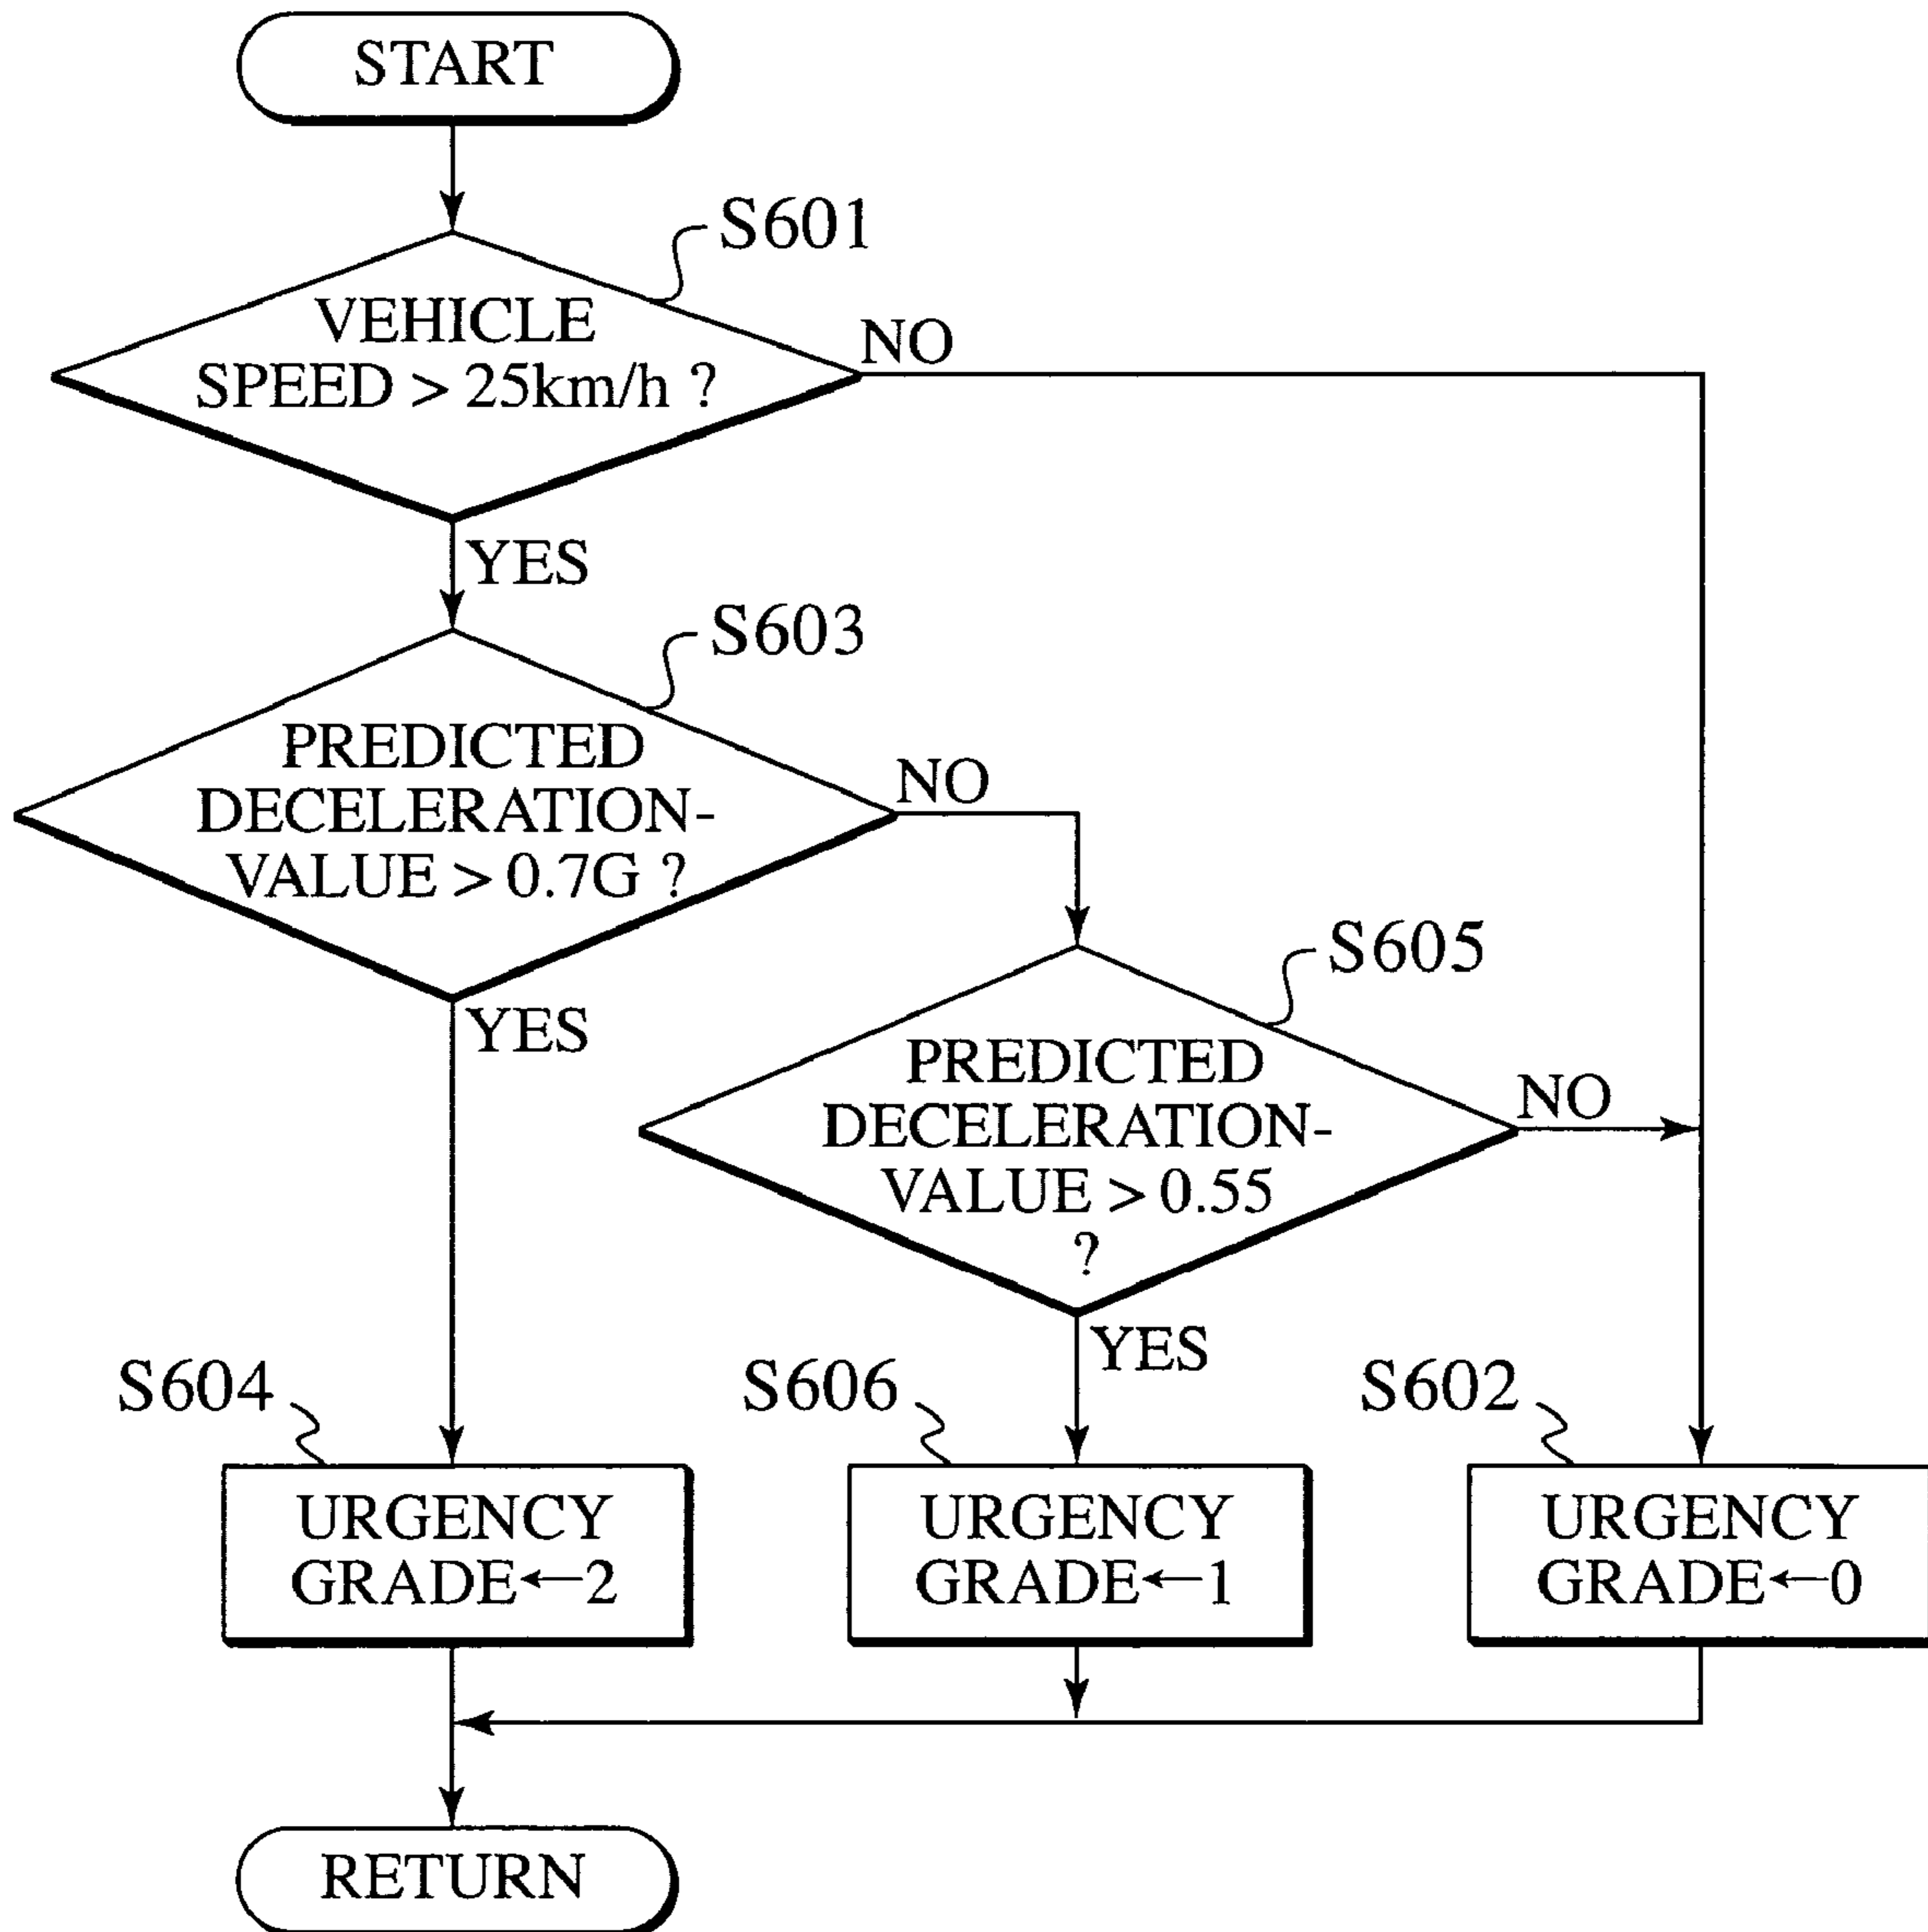 START
S601
VEHICLE
SPEED > 25km/h ?
NO
YES
S603
PREDICTED
DECELERATION-
VALUE > 0.7G ?
NO
YES
S605
PREDICTED
DECELERATION-
VALUE > 0.55
?
NO
YES
S604
S606
S602
URGENCY
GRADE←2
URGENCY
GRADE←1
URGENCY
GRADE←0
RETURN